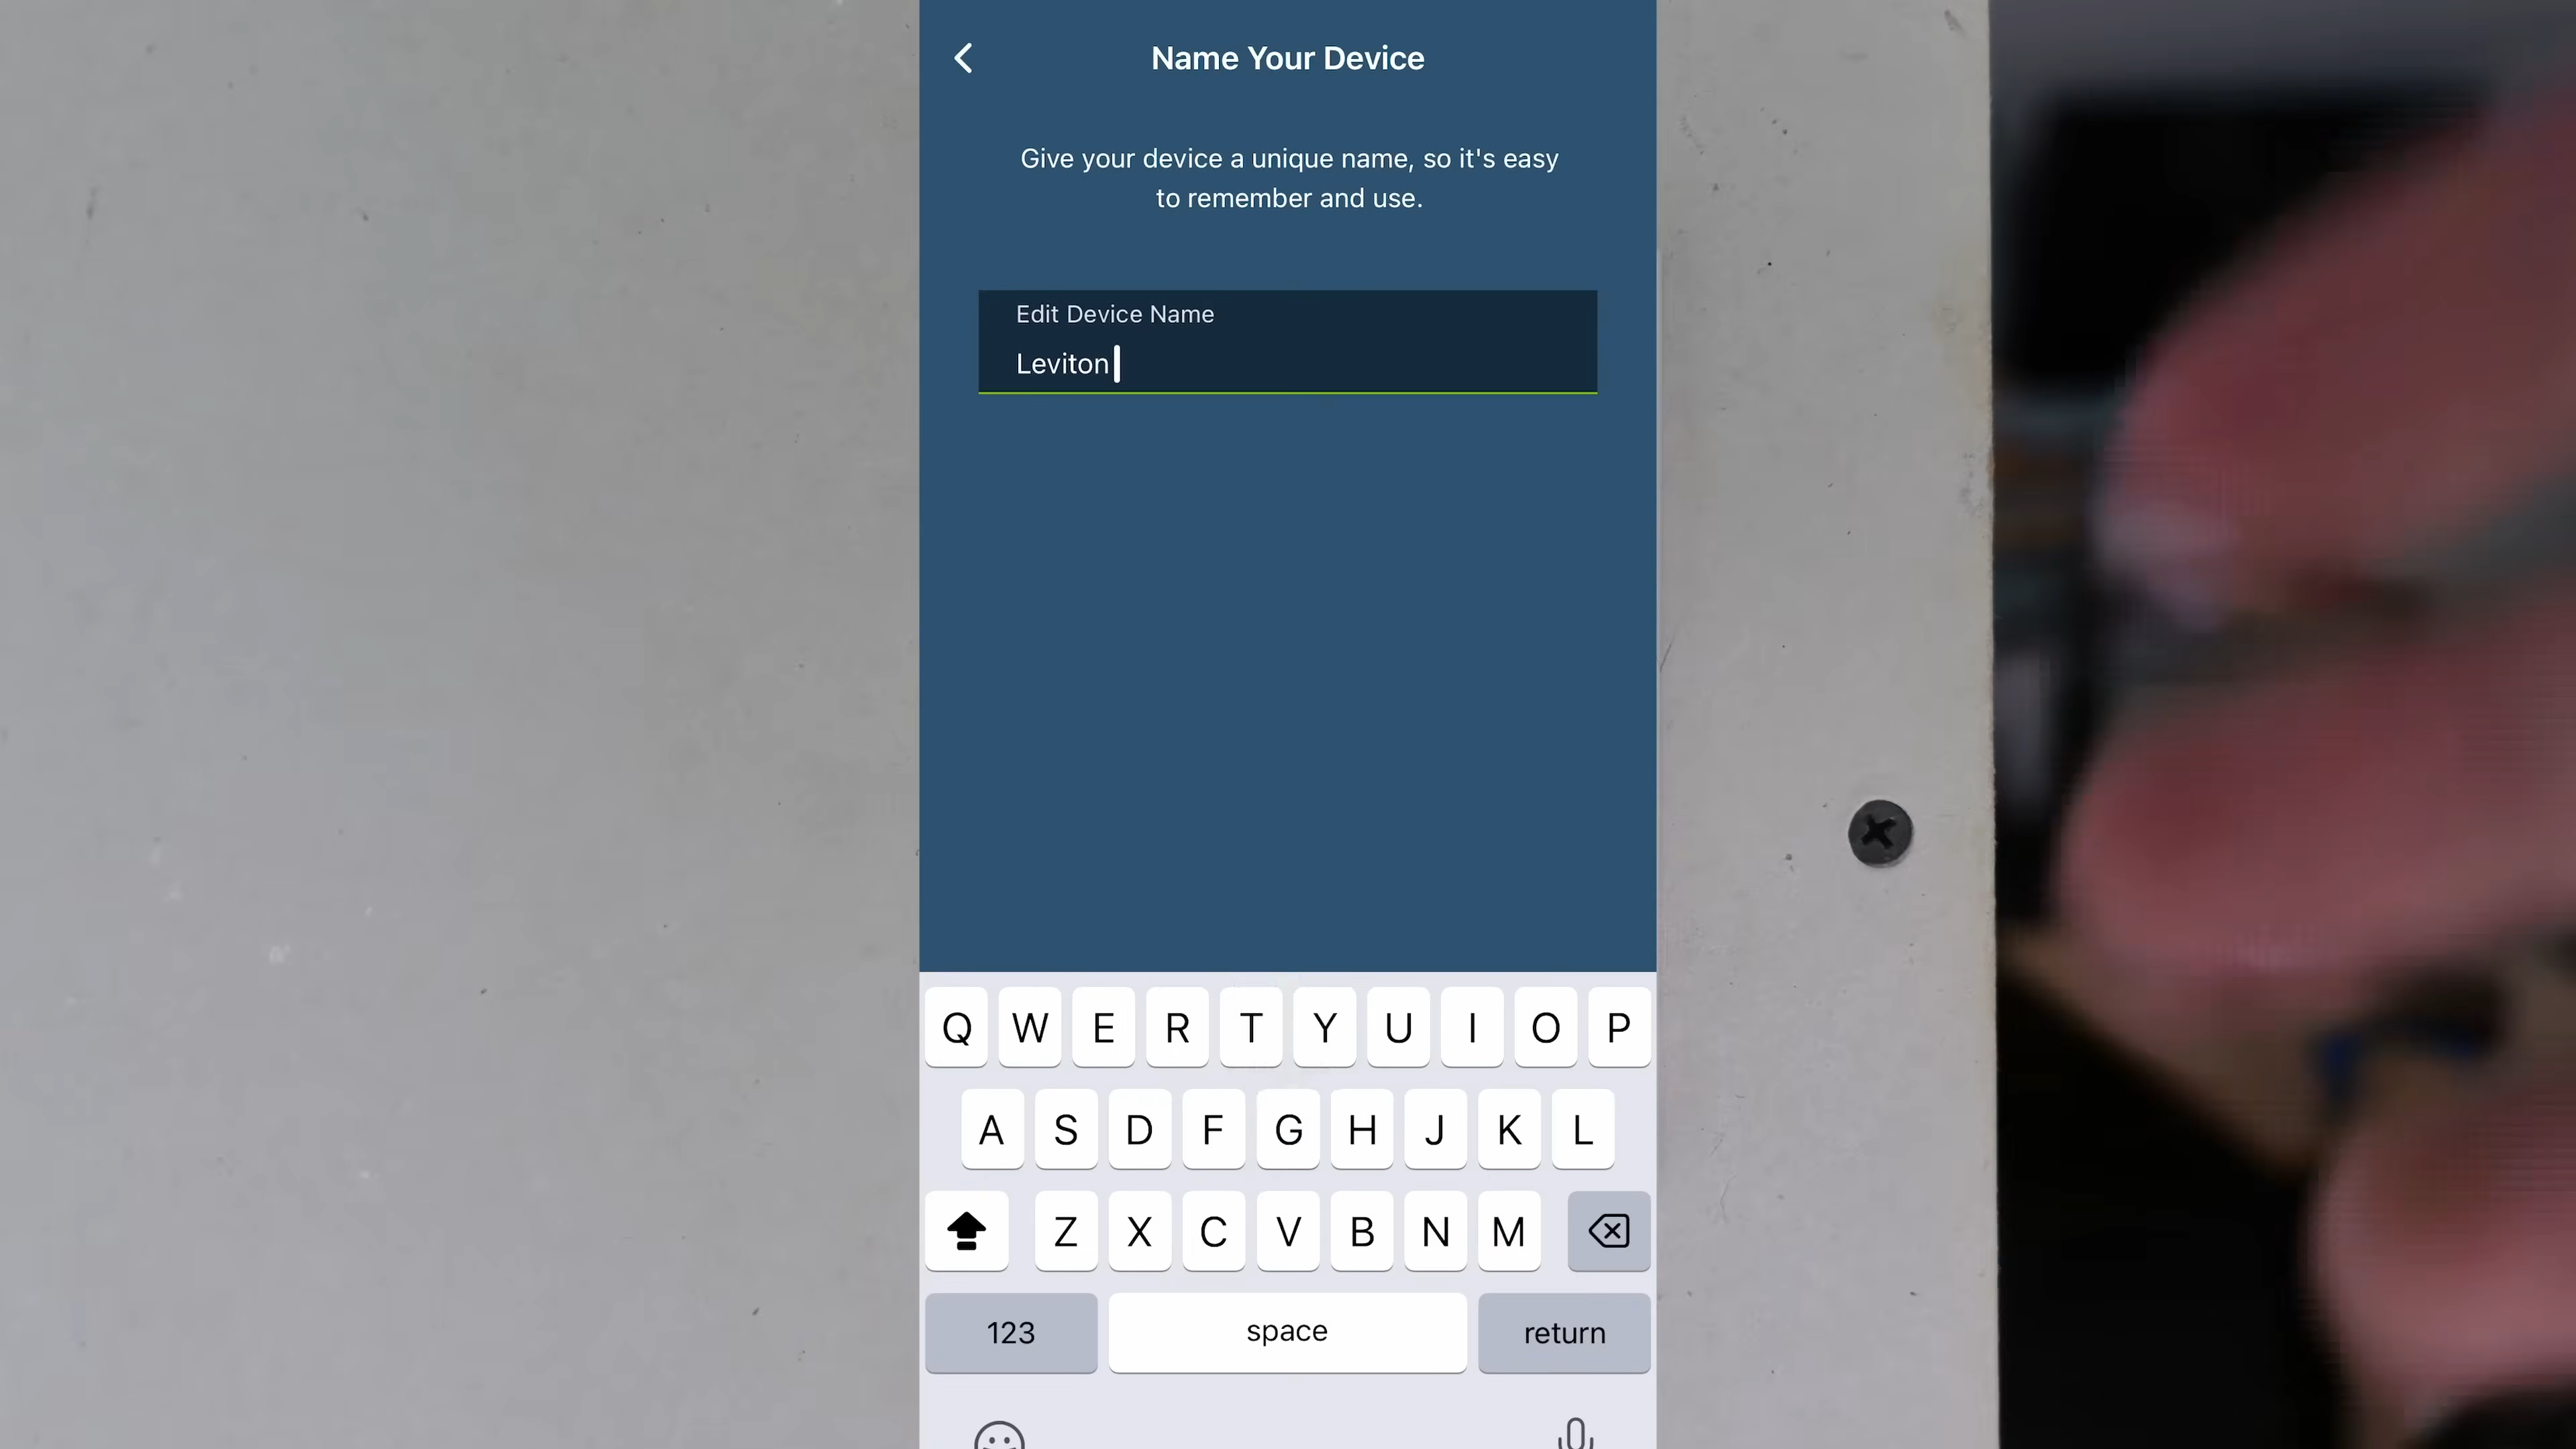 Name Your Device
Give your device a unique name, so it's easy
to remember and use.
Edit Device Name
Leviton
Q W E R T Y U I O P
A S D F G H J K L
Z X C V B N M
123 space return